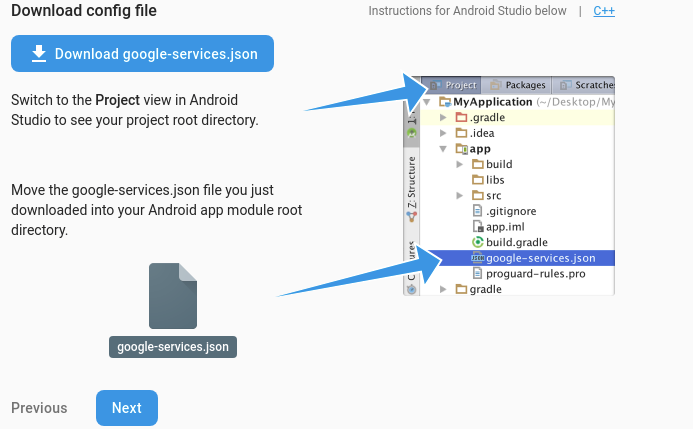 Download config file
Instructions for Android Studio below | C++
Download google-services.json
Switch to the Project view in Android
Studio to see your project root directory.
Move the google-services.json file you just
downloaded into your Android app module root
directory.
google-services.json
Project Packages Scratches
MyApplication (~/Desktop/My
.gradle
.idea
app
build
libs
src
.gitignore
app.iml
build.gradle
google-services.json
proguard-rules.pro
gradle
Z: Structure
Previous
Next